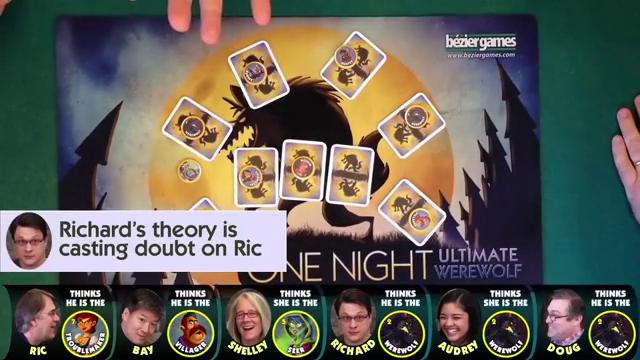 béziergames
www.beziergames.com
Richard's theory is
casting doubt on Ric
ONE NIGHT
ULTIMATE
WEREWOLF
THINKS
HE IS THE
TROUBLEMAKER
RIC
THINKS
HE IS THE
VILLAGER
BAY
THINKS
SHE IS THE
SEER
SHELLEY
THINKS
HE IS THE
WEREWOLF
RICHARD
THINKS
SHE IS THE
WEREWOLF
AUDREY
THINKS
HE IS THE
WEREWOLF
DOUG